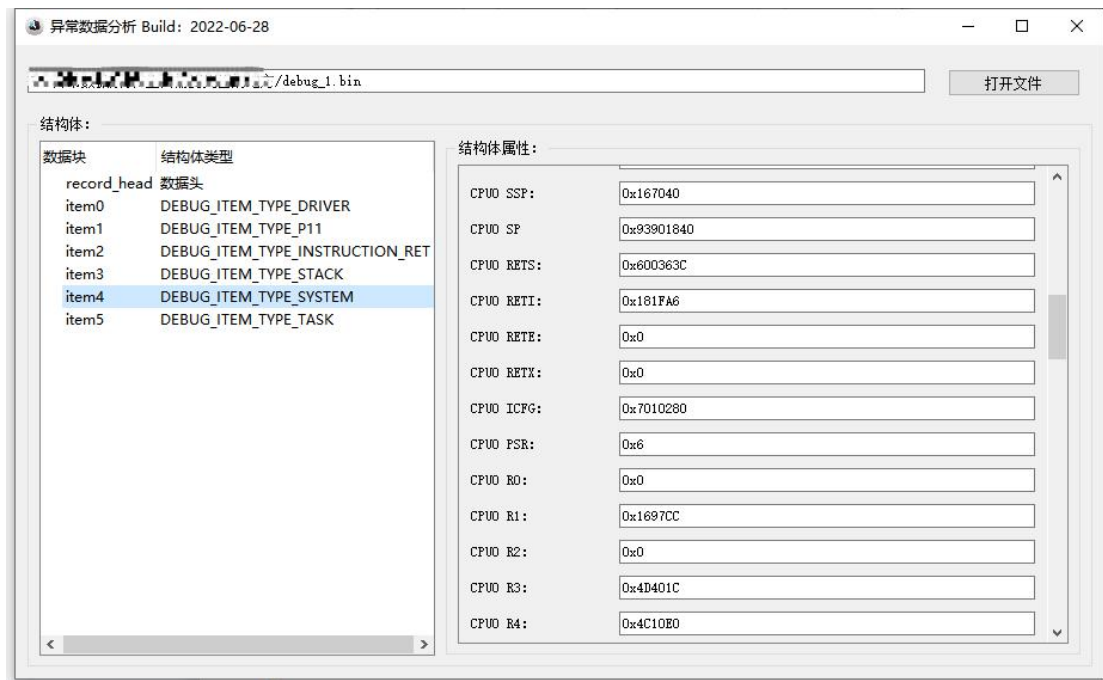 异常数据分析 Build：2022-06-28
/debug_1.bin
打开文件
结构体：
数据块 结构体类型
record_head 数据头
item0 DEBUG_ITEM_TYPE_DRIVER
item1 DEBUG_ITEM_TYPE_P11
item2 DEBUG_ITEM_TYPE_INSTRUCTION_RET
item3 DEBUG_ITEM_TYPE_STACK
item4 DEBUG_ITEM_TYPE_SYSTEM
item5 DEBUG_ITEM_TYPE_TASK
结构体属性：
CPU0 SSP: 0x167040
CPU0 SP 0x93901840
CPU0 RETS: 0x600363C
CPU0 RETI: 0x181FA6
CPU0 RETE: 0x0
CPU0 RETX: 0x0
CPU0 ICFG: 0x7010280
CPU0 PSR: 0x6
CPU0 R0: 0x0
CPU0 R1: 0x1697CC
CPU0 R2: 0x0
CPU0 R3: 0x4D401C
CPU0 R4: 0x4C10E0